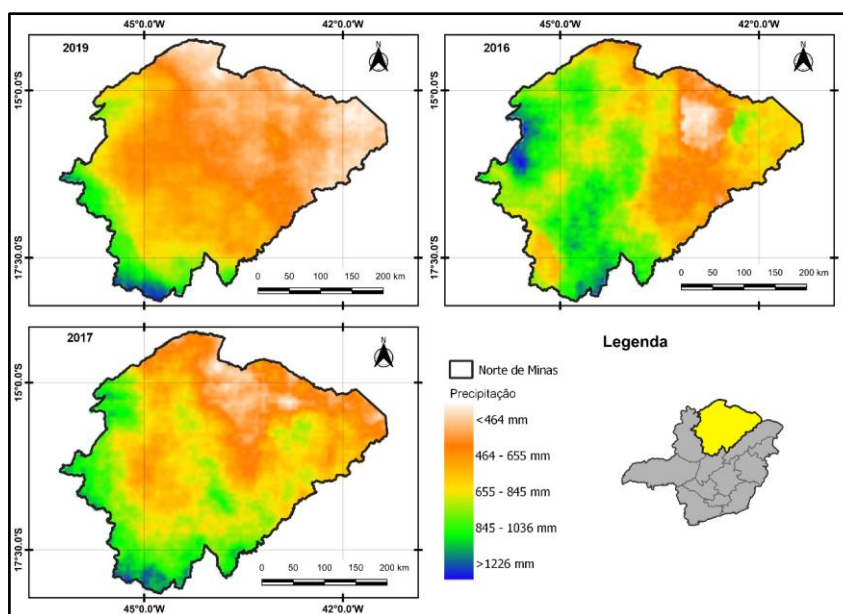 2019
45°0.0'W
42°0.0'W
15°0.0'S
17°30.0'S
N
0 50 100 150 200 km
2016
15°0.0'S
17°30.0'S
N
0 50 100 150 200 km
45°0.0'W
42°0.0'W
2017
15°0.0'S
17°30.0'S
N
0 50 100 150 200 km
45°0.0'W
42°0.0'W
Legenda
Norte de Minas
Precipitação
<464 mm
464 - 655 mm
655 - 845 mm
845 - 1036 mm
>1226 mm